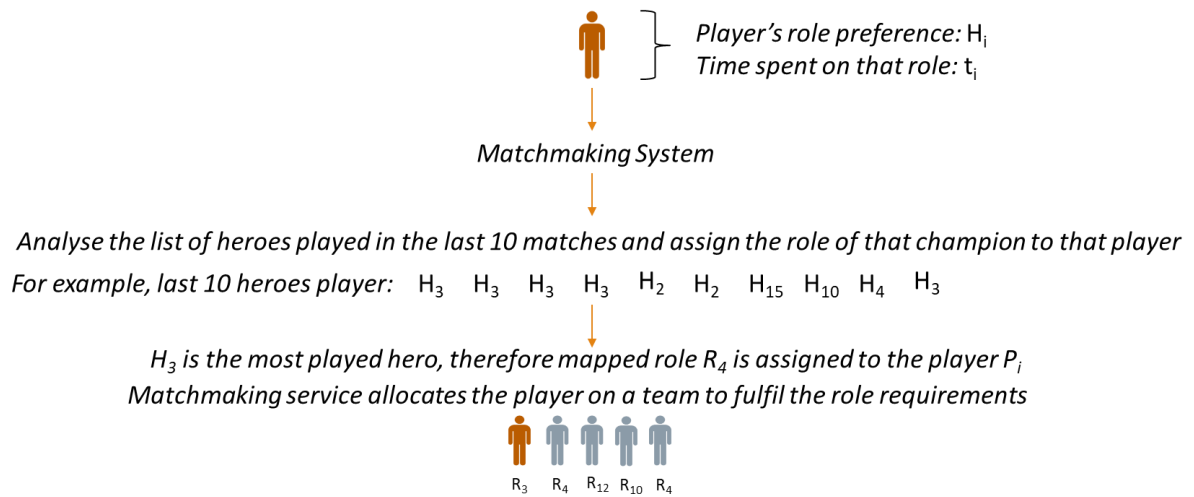 Player's role preference: Hᵢ
Time spent on that role: tᵢ
Matchmaking System
Analyse the list of heroes played in the last 10 matches and assign the role of that champion to that player
For example, last 10 heroes player: H₃ H₃ H₃ H₃ H₂ H₂ H₁₅ H₁₀ H₄ H₃
H₃ is the most played hero, therefore mapped role R₄ is assigned to the player Pᵢ
Matchmaking service allocates the player on a team to fulfil the role requirements
R₃ R₄ R₁₂ R₁₀ R₄